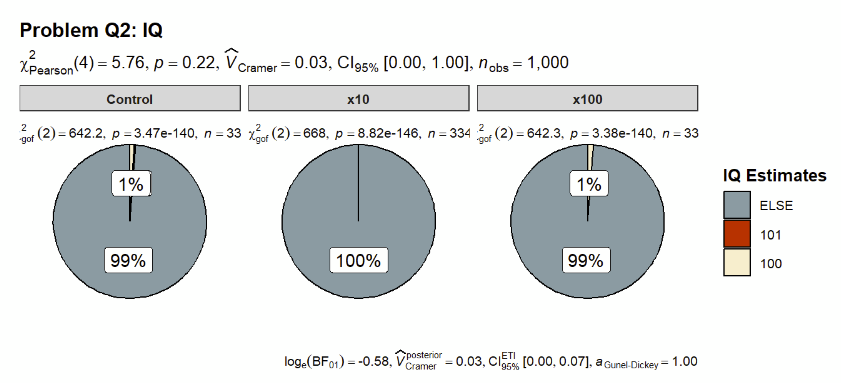 Problem Q2: IQ
χ²Pearson(4) = 5.76, p = 0.22, V̂Cramer = 0.03, CI95% [0.00, 1.00], nobs = 1,000
Control x10 x100
²gof (2) = 642.2, p = 3.47e-140, n = 33 χ²gof (2) = 668, p = 8.82e-146, n = 334 ²gof (2) = 642.3, p = 3.38e-140, n = 33
1% 1%
99% 100% 99%
IQ Estimates
ELSE
101
100
loge(BF01) = -0.58, V̂posteriorCramer = 0.03, CIETI95% [0.00, 0.07], aGunel-Dickey = 1.00